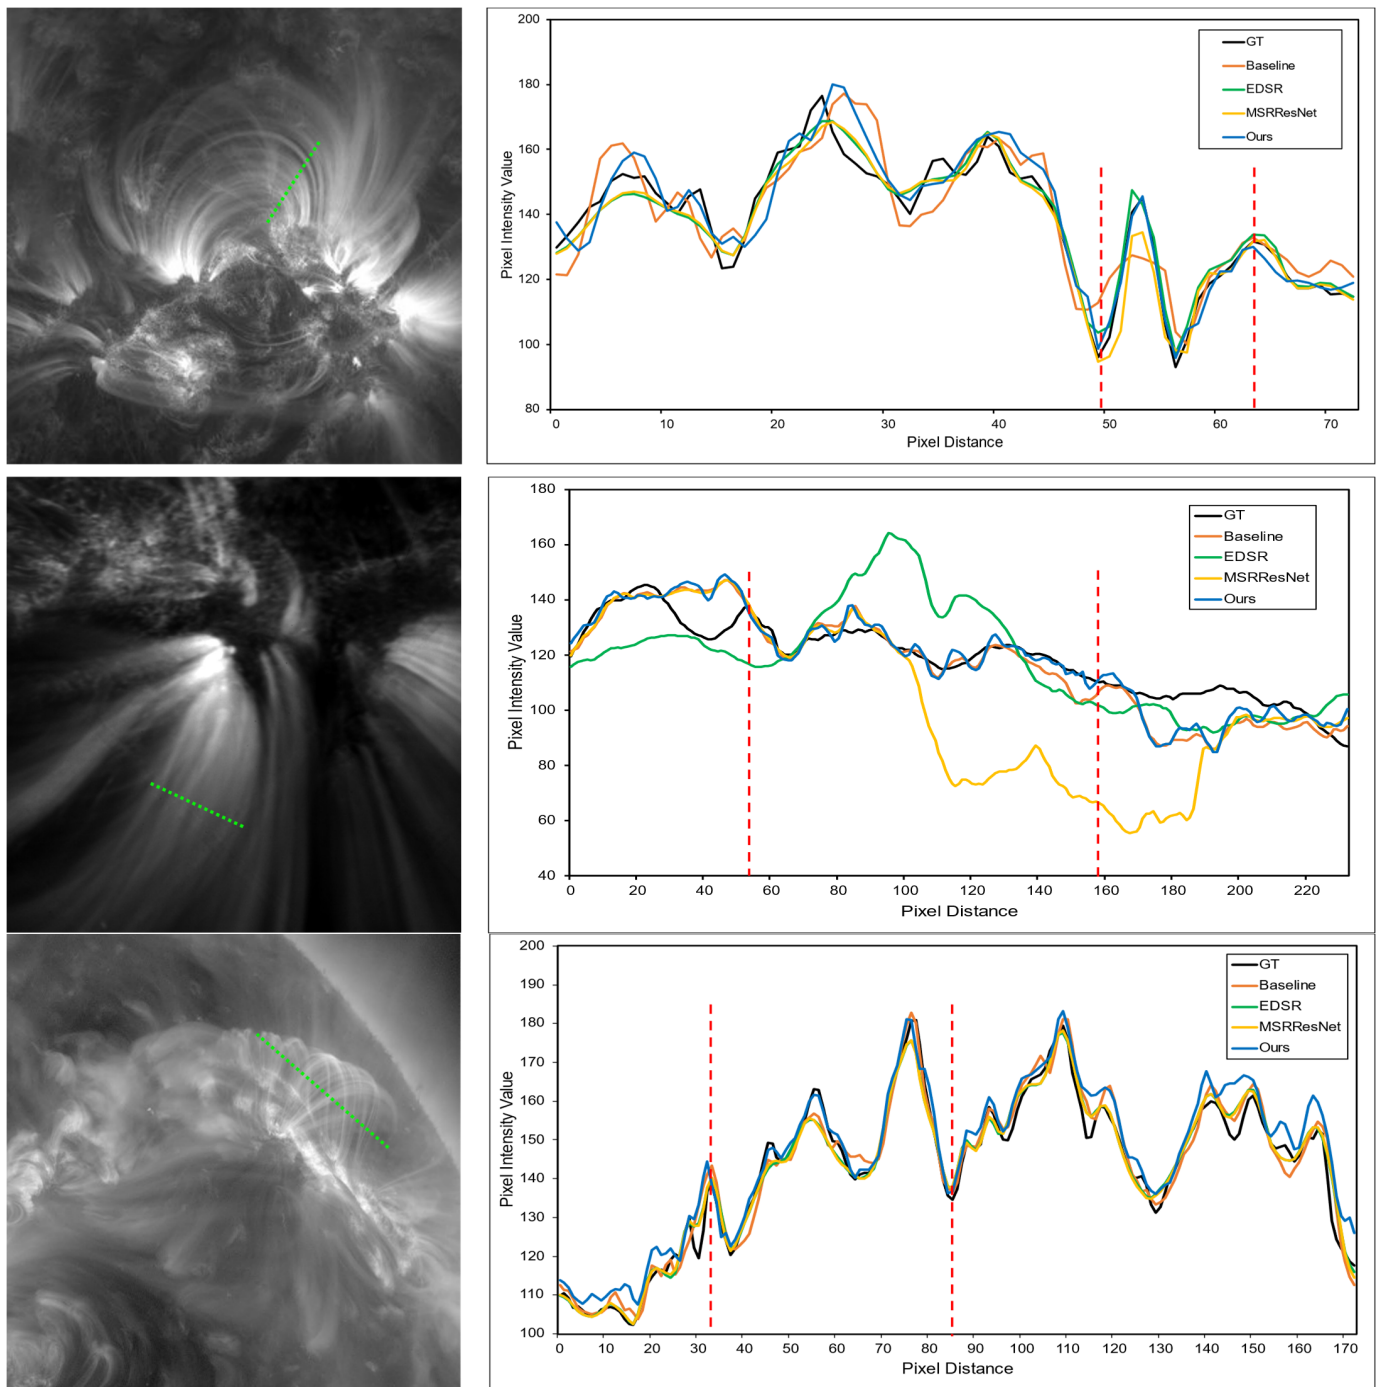 200
180
160
140
120
100
80
Pixel Intensity Value
GT
Baseline
EDSR
MSRResNet
Ours
0 10 20 30 40 50 60 70
Pixel Distance
180
160
140
120
100
80
60
40
Pixel Intensity Value
GT
Baseline
EDSR
MSRResNet
Ours
0 20 40 60 80 100 120 140 160 180 200 220
Pixel Distance
200
190
180
170
160
150
140
130
120
110
100
Pixel Intensity Value
GT
Baseline
EDSR
MSRResNet
Ours
0 10 20 30 40 50 60 70 80 90 100 110 120 130 140 150 160 170
Pixel Distance